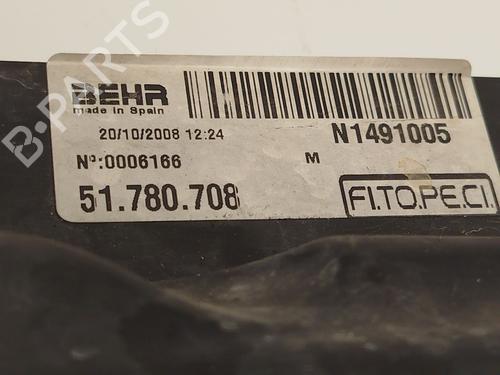 BEHR
made in Spain
20/10/2008 12:24
N1491005
Nº:0006166
M
51.780.708
FI.TO.PE.CI.
B-PARTS